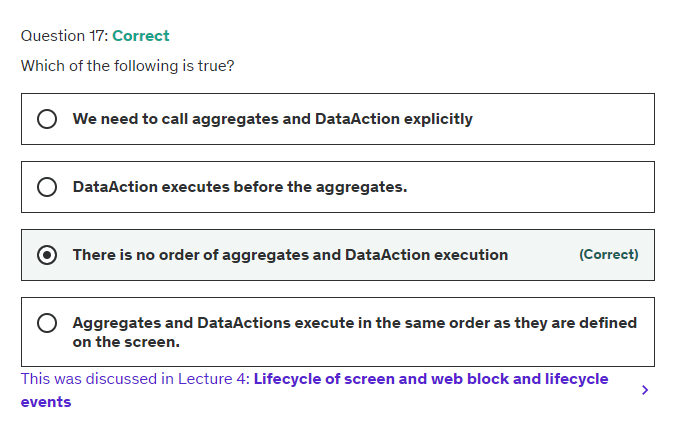 Question 17: Correct
Which of the following is true?
We need to call aggregates and DataAction explicitly
DataAction executes before the aggregates.
There is no order of aggregates and DataAction execution (Correct)
Aggregates and DataActions execute in the same order as they are defined
on the screen.
This was discussed in Lecture 4: Lifecycle of screen and web block and lifecycle
events